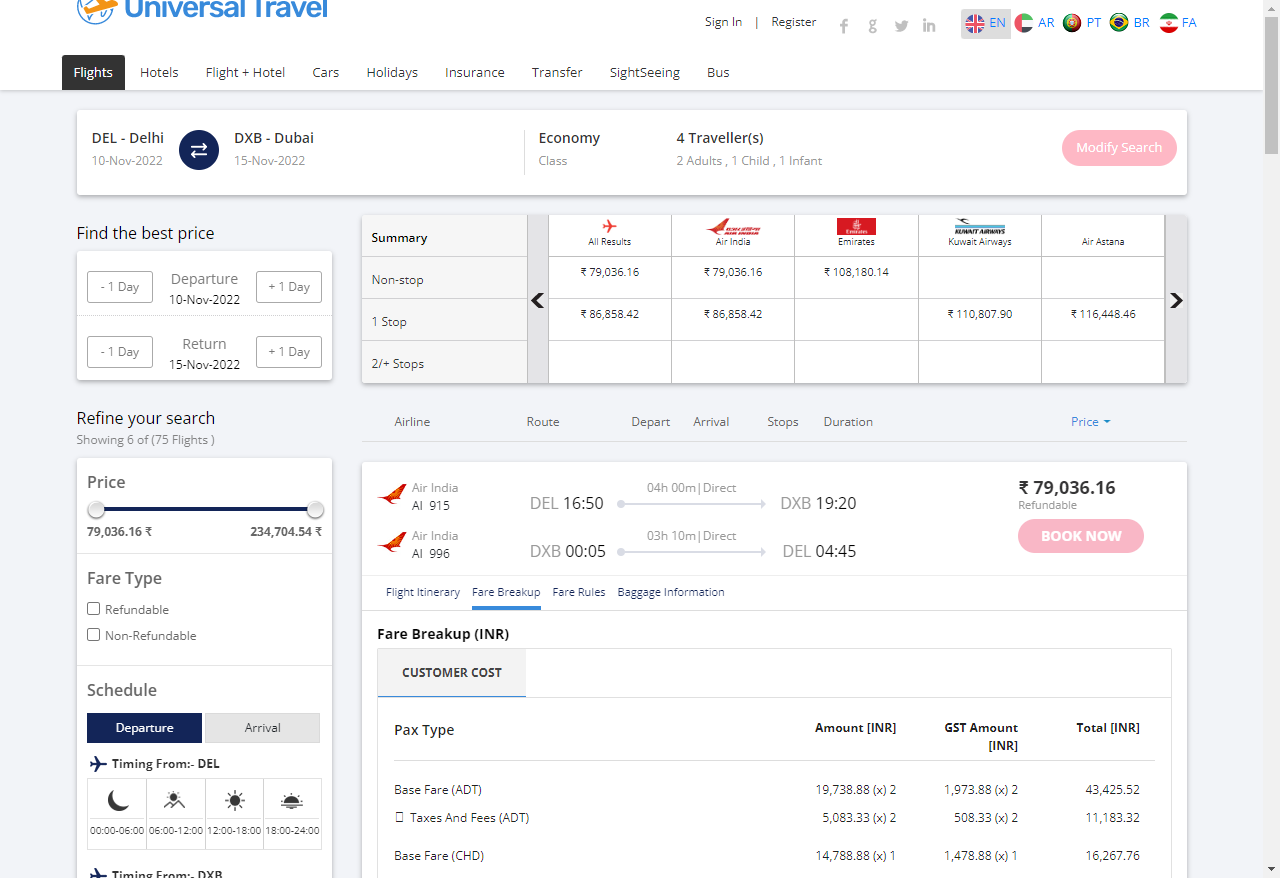 Universal Travel
Sign In | Register
EN AR PT BR FA
Flights Hotels Flight + Hotel Cars Holidays Insurance Transfer SightSeeing Bus
DEL - Delhi DXB - Dubai Economy 4 Traveller(s)
10-Nov-2022 15-Nov-2022 Class 2 Adults , 1 Child , 1 Infant
Modify Search
Find the best price
- 1 Day Departure + 1 Day
10-Nov-2022
- 1 Day Return + 1 Day
15-Nov-2022
Summary All Results Air India Emirates Kuwait Airways Air Astana
Non-stop ₹ 79,036.16 ₹ 79,036.16 ₹ 108,180.14
1 Stop ₹ 86,858.42 ₹ 86,858.42 ₹ 110,807.90 ₹ 116,448.46
2/+ Stops
Refine your search
Showing 6 of (75 Flights )
Price
79,036.16 ₹ 234,704.54 ₹
Fare Type
Refundable
Non-Refundable
Schedule
Departure Arrival
Timing From:- DEL
00:00-06:00 06:00-12:00 12:00-18:00 18:00-24:00
Timing From:- DXB
Airline Route Depart Arrival Stops Duration Price
Air India 04h 00m|Direct
AI 915 DEL 16:50 DXB 19:20
Air India 03h 10m|Direct
AI 996 DXB 00:05 DEL 04:45
₹ 79,036.16
Refundable
BOOK NOW
Flight Itinerary Fare Breakup Fare Rules Baggage Information
Fare Breakup (INR)
CUSTOMER COST
Pax Type Amount [INR] GST Amount [INR] Total [INR]
Base Fare (ADT) 19,738.88 (x) 2 1,973.88 (x) 2 43,425.52
Taxes And Fees (ADT) 5,083.33 (x) 2 508.33 (x) 2 11,183.32
Base Fare (CHD) 14,788.88 (x) 1 1,478.88 (x) 1 16,267.76